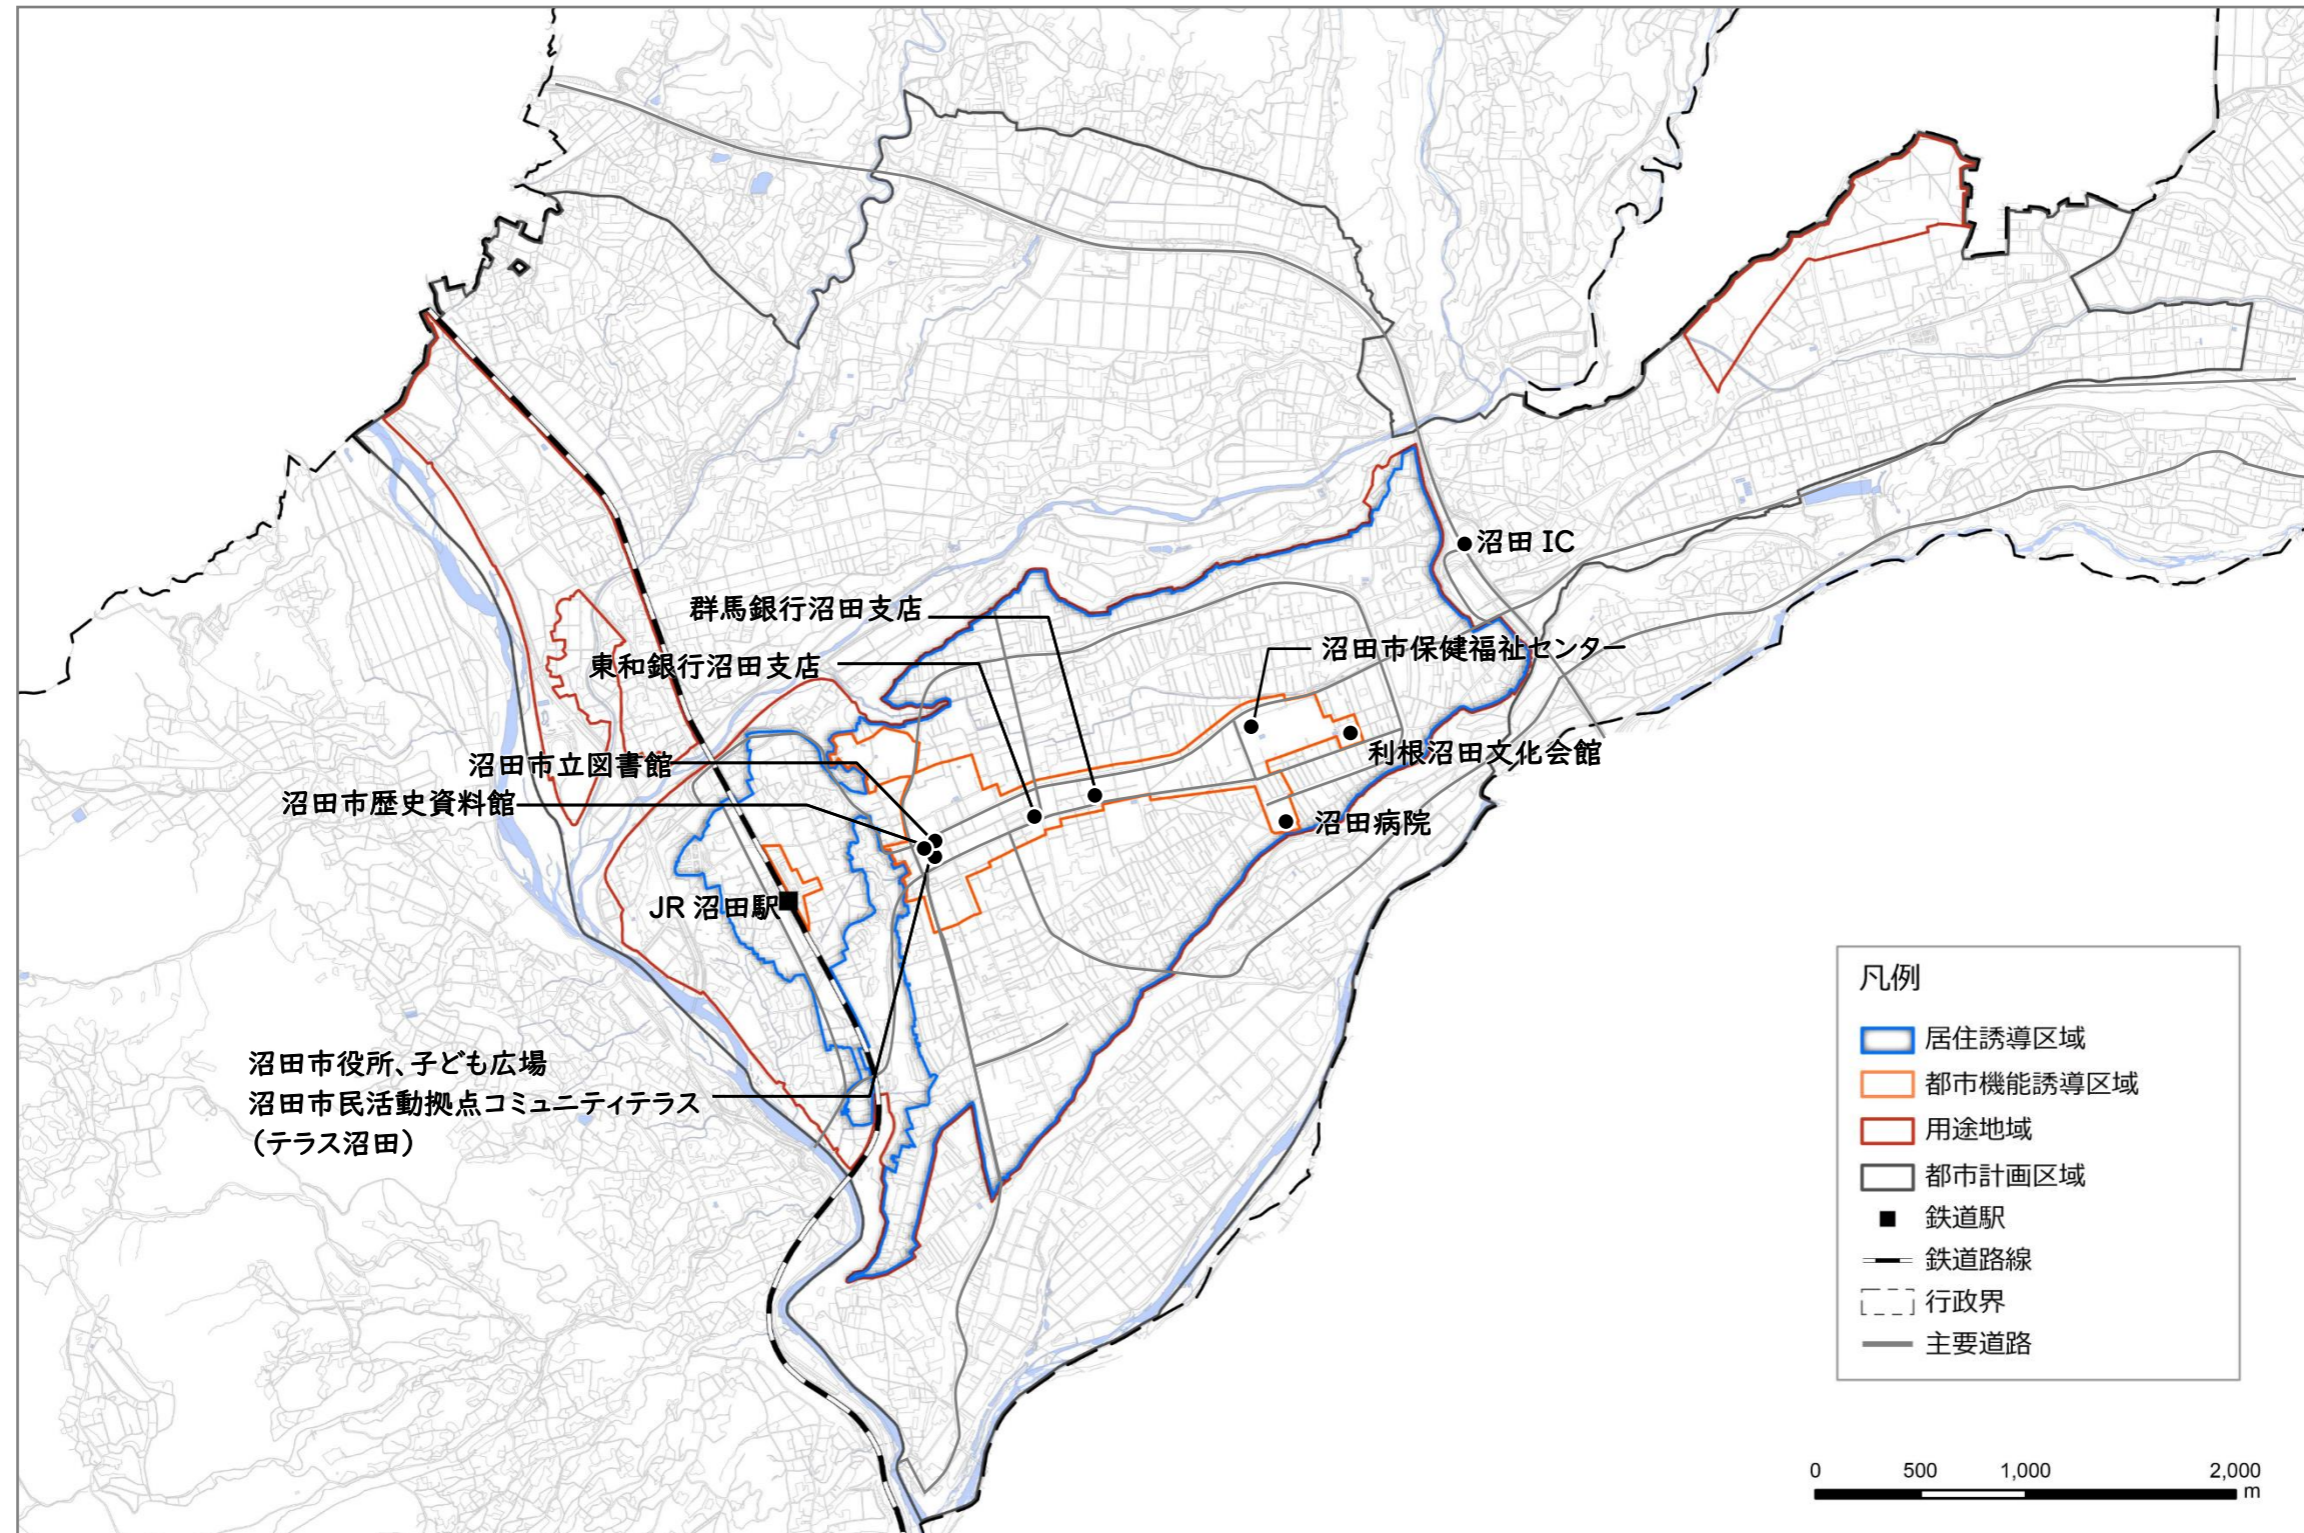 沼田 IC
群馬銀行沼田支店
沼田市保健福祉センター
東和銀行沼田支店
利根沼田文化会館
沼田市立図書館
沼田市歴史資料館
沼田病院
JR 沼田駅
沼田市役所、子ども広場
沼田市民活動拠点コミュニティテラス
（テラス沼田）
凡例
居住誘導区域
都市機能誘導区域
用途地域
都市計画区域
鉄道駅
鉄道路線
行政界
主要道路
0 500 1,000 2,000
m